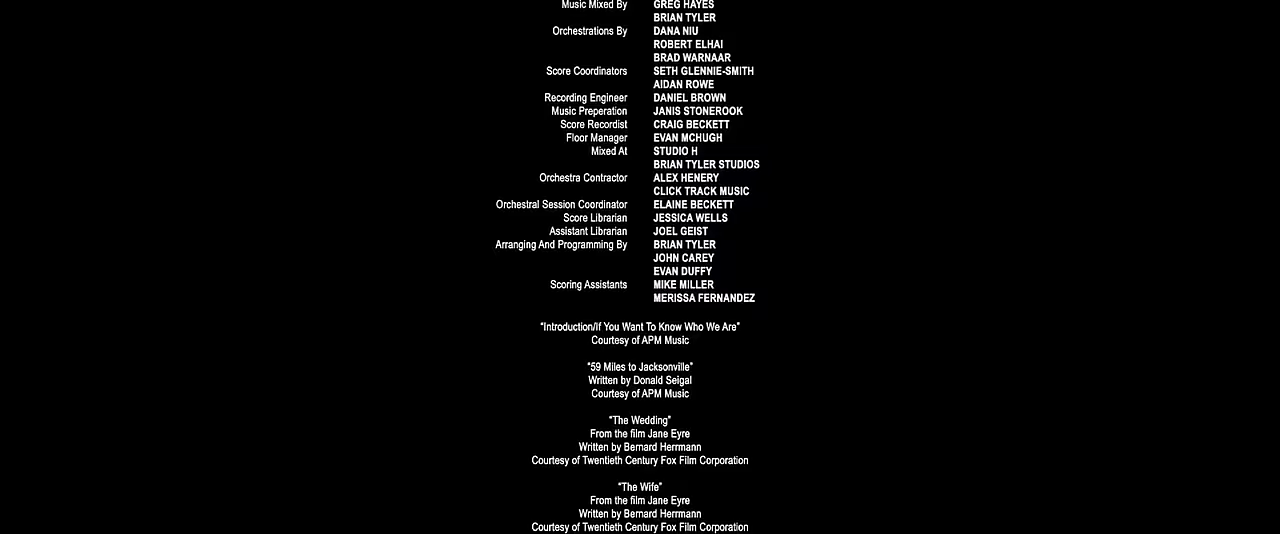 Music Mixed By GREG HAYES
BRIAN TYLER
Orchestrations By DANA NIU
ROBERT ELHAI
BRAD WARNAAR
Score Coordinators SETH GLENNIE-SMITH
AIDAN ROWE
Recording Engineer DANIEL BROWN
Music Preperation JANIS STONEROOK
Score Recordist CRAIG BECKETT
Floor Manager EVAN MCHUGH
Mixed At STUDIO H
BRIAN TYLER STUDIOS
Orchestra Contractor ALEX HENERY
CLICK TRACK MUSIC
Orchestral Session Coordinator ELAINE BECKETT
Score Librarian JESSICA WELLS
Assistant Librarian JOEL GEIST
Arranging And Programming By BRIAN TYLER
JOHN CAREY
EVAN DUFFY
Scoring Assistants MIKE MILLER
MERISSA FERNANDEZ
“Introduction/If You Want To Know Who We Are”
Courtesy of APM Music
“59 Miles to Jacksonville”
Written by Donald Seigal
Courtesy of APM Music
“The Wedding”
From the film Jane Eyre
Written by Bernard Herrmann
Courtesy of Twentieth Century Fox Film Corporation
“The Wife”
From the film Jane Eyre
Written by Bernard Herrmann
Courtesy of Twentieth Century Fox Film Corporation